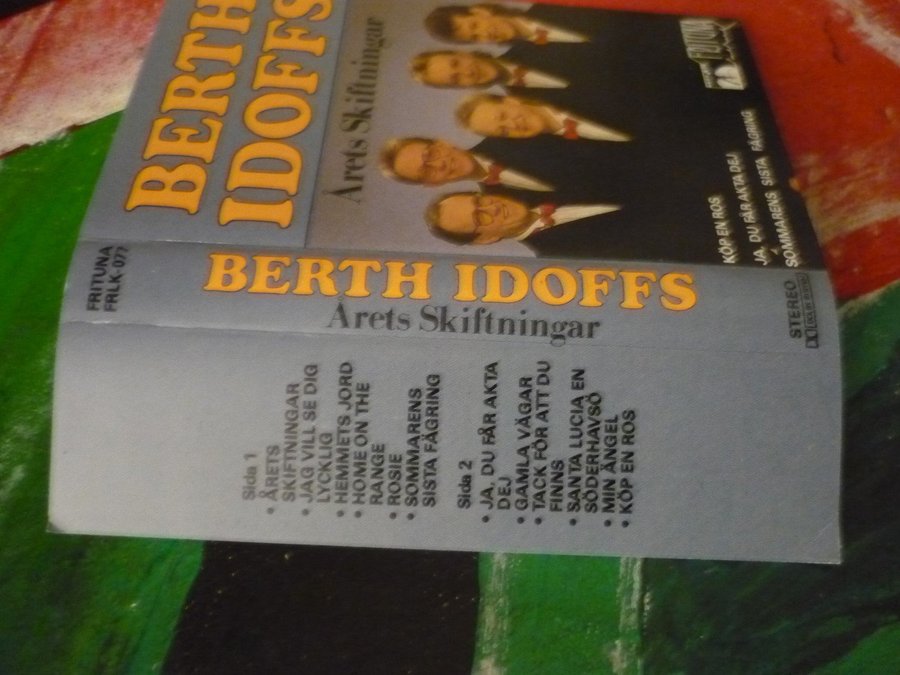 BERTH
IDOFFS
Årets Skiftningar
FRITUNA
KÖP EN ROS
JA, DU FÅR AKTA DEJ
SOMMARENS SISTA FÄGRING
FRITUNA
FRLK-077
BERTH IDOFFS
Årets Skiftningar
STEREO
Sida 1
• ÅRETS
SKIFTNINGAR
• JAG VILL SE DIG
LYCKLIG
• HEMMETS JORD
• HOME ON THE
RANGE
• ROSIE
• SOMMARENS
SISTA FÄGRING
Sida 2
• JA, DU FÅR AKTA
DEJ
• GAMLA VÄGAR
• TACK FÖR ATT DU
FINNS
• SANTA LUCIA EN
SÖDERHAVSÖ
• MIN ÄNGEL
• KÖP EN ROS